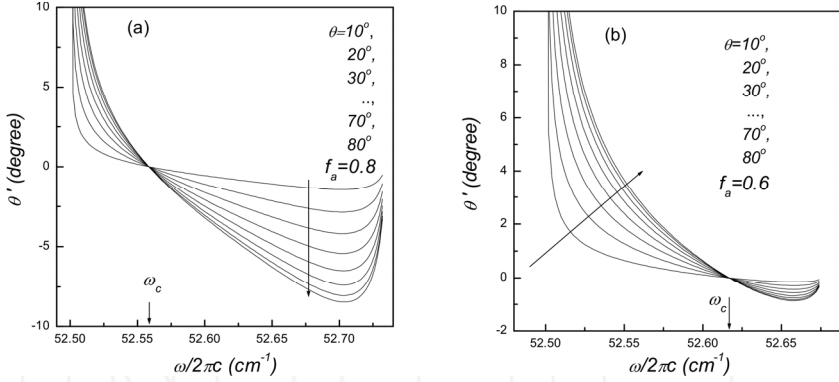 (a)
θ=10°,
20°,
30°,
..,
70°,
80°
f_a=0.8
10
5
0
-5
-10
θ ' (degree)
ω_c
52.50 52.55 52.60 52.65 52.70
ω/2πc (cm⁻¹)
(b)
θ=10°,
20°,
30°,
...,
70°,
80°
f_a=0.6
10
8
6
4
2
0
-2
θ ' (degree)
ω_c
52.50 52.55 52.60 52.65
ω/2πc (cm⁻¹)